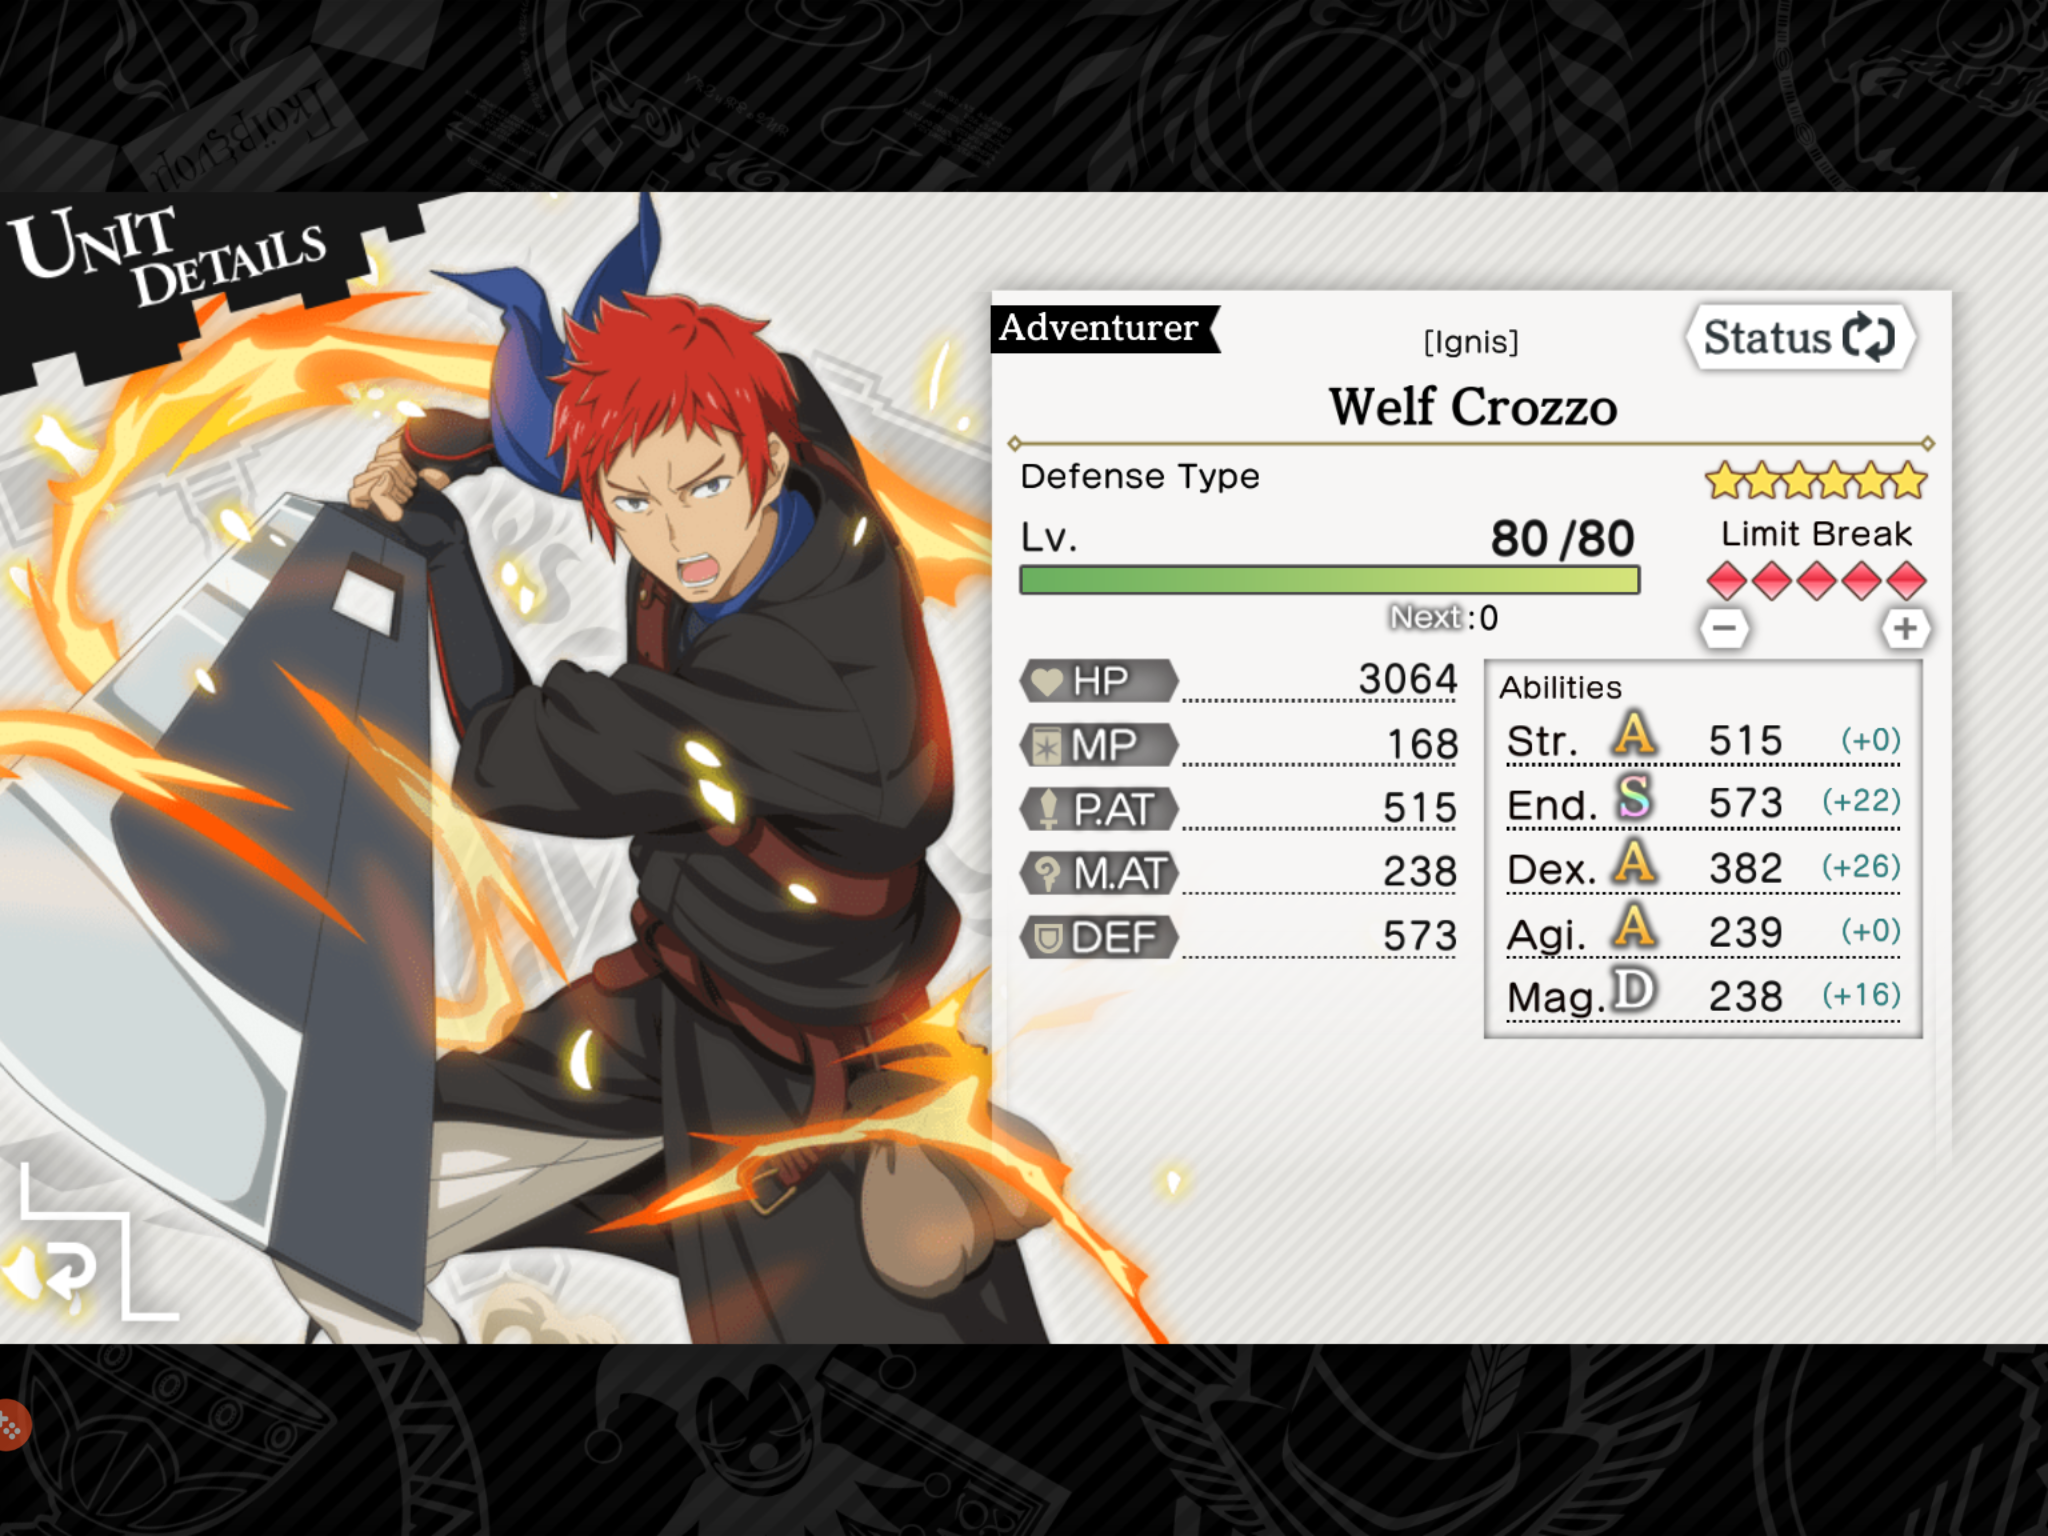 UNIT
DETAILS
Adventurer
[Ignis]
Status
Welf Crozzo
Defense Type
Lv. 80 /80
Limit Break
Next:0
HP 3064
MP 168
P.AT 515
M.AT 238
DEF 573
Abilities
Str. A 515 (+0)
End. S 573 (+22)
Dex. A 382 (+26)
Agi. A 239 (+0)
Mag. D 238 (+16)